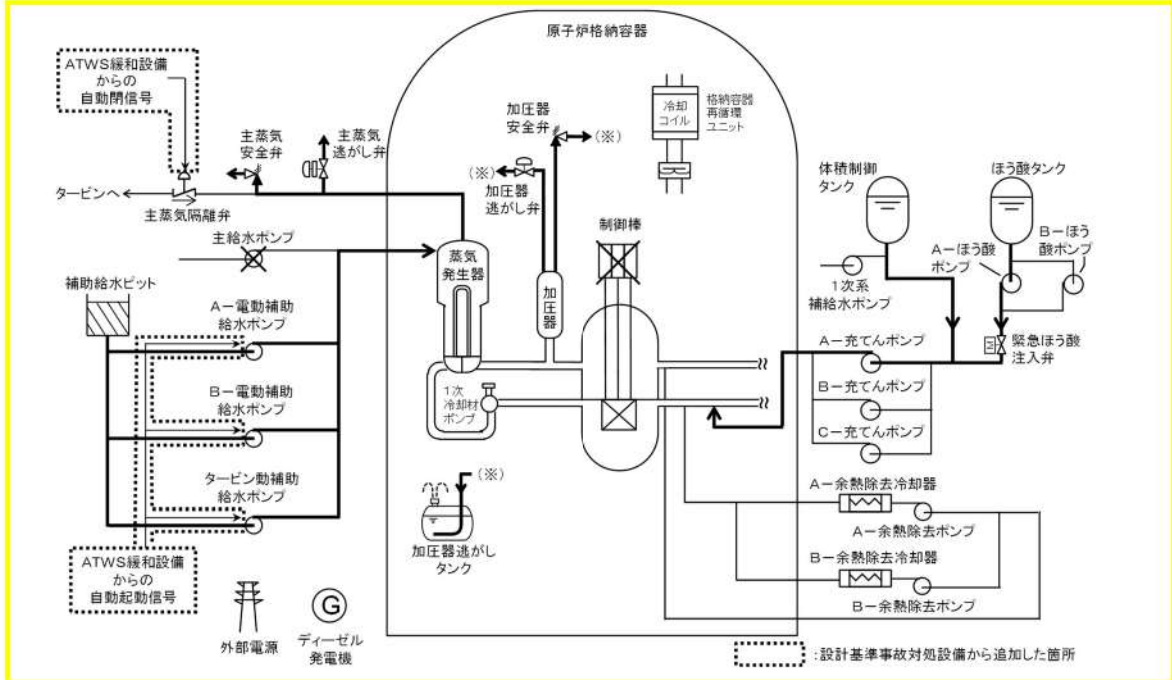 原子炉格納容器
ATWS緩和設備
からの
自動閉信号
主蒸気
安全弁
主蒸気
逃がし弁
タービンへ
主蒸気隔離弁
主給水ポンプ
補助給水ピット
A-電動補助
給水ポンプ
B-電動補助
給水ポンプ
タービン動補助
給水ポンプ
ATWS緩和設備
からの
自動起動信号
外部電源
G
ディーゼル
発電機
加圧器
安全弁
(※)
(※)
加圧器
逃がし弁
冷却
コイル
格納容器
再循環
ユニット
制御棒
蒸気
発生器
加圧器
1次
冷却材
ポンプ
(※)
加圧器逃がし
タンク
体積制御
タンク
ほう酸タンク
B-ほう
酸ポンプ
A-ほう酸
ポンプ
1次系
補給水ポンプ
M
緊急ほう酸
注入弁
A-充てんポンプ
B-充てんポンプ
C-充てんポンプ
A-余熱除去冷却器
A-余熱除去ポンプ
B-余熱除去冷却器
B-余熱除去ポンプ
:設計基準事故対処設備から追加した箇所